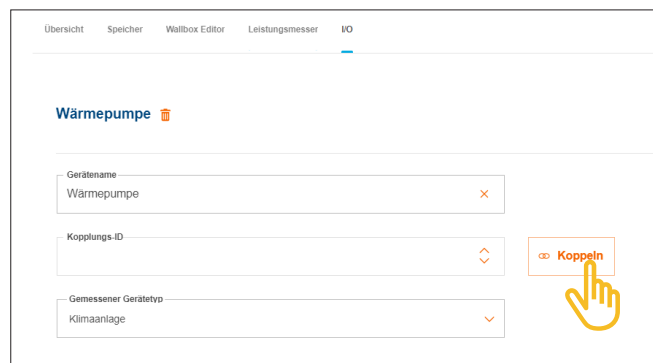 Übersicht Speicher Wallbox Editor Leistungsmesser I/O
Wärmepumpe
Gerätename
Wärmepumpe
Kopplungs-ID
Koppeln
Gemessener Gerätetyp
Klimaanlage